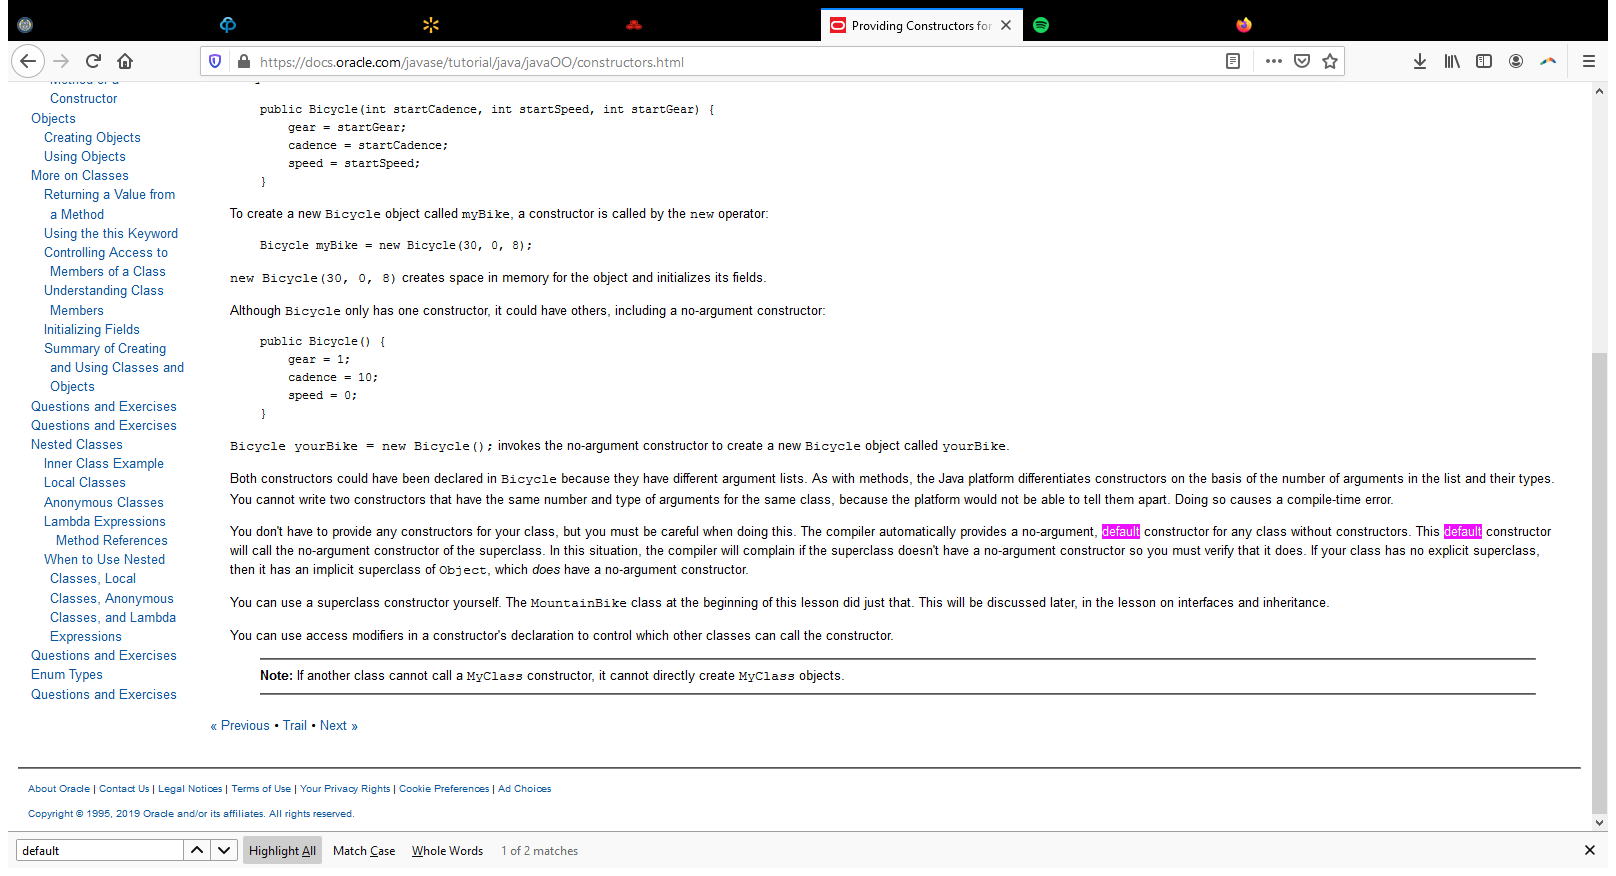 Providing Constructors for
https://docs.oracle.com/javase/tutorial/java/javaOO/constructors.html
Method or a
Constructor
Objects
Creating Objects
Using Objects
More on Classes
Returning a Value from
a Method
Using the this Keyword
Controlling Access to
Members of a Class
Understanding Class
Members
Initializing Fields
Summary of Creating
and Using Classes and
Objects
Questions and Exercises
Questions and Exercises
Nested Classes
Inner Class Example
Local Classes
Anonymous Classes
Lambda Expressions
Method References
When to Use Nested
Classes, Local
Classes, Anonymous
Classes, and Lambda
Expressions
Questions and Exercises
Enum Types
Questions and Exercises
public Bicycle(int startCadence, int startSpeed, int startGear) {
gear = startGear;
cadence = startCadence;
speed = startSpeed;
}
To create a new Bicycle object called myBike, a constructor is called by the new operator:
Bicycle myBike = new Bicycle(30, 0, 8);
new Bicycle(30, 0, 8) creates space in memory for the object and initializes its fields.
Although Bicycle only has one constructor, it could have others, including a no-argument constructor:
public Bicycle() {
gear = 1;
cadence = 10;
speed = 0;
}
Bicycle yourBike = new Bicycle(); invokes the no-argument constructor to create a new Bicycle object called yourBike.
Both constructors could have been declared in Bicycle because they have different argument lists. As with methods, the Java platform differentiates constructors on the basis of the number of arguments in the list and their types.
You cannot write two constructors that have the same number and type of arguments for the same class, because the platform would not be able to tell them apart. Doing so causes a compile-time error.
You don't have to provide any constructors for your class, but you must be careful when doing this. The compiler automatically provides a no-argument, default constructor for any class without constructors. This default constructor
will call the no-argument constructor of the superclass. In this situation, the compiler will complain if the superclass doesn't have a no-argument constructor so you must verify that it does. If your class has no explicit superclass,
then it has an implicit superclass of Object, which does have a no-argument constructor.
You can use a superclass constructor yourself. The MountainBike class at the beginning of this lesson did just that. This will be discussed later, in the lesson on interfaces and inheritance.
You can use access modifiers in a constructor's declaration to control which other classes can call the constructor.
Note: If another class cannot call a MyClass constructor, it cannot directly create MyClass objects.
« Previous • Trail • Next »
About Oracle | Contact Us | Legal Notices | Terms of Use | Your Privacy Rights | Cookie Preferences | Ad Choices
Copyright © 1995, 2019 Oracle and/or its affiliates. All rights reserved.
default Highlight All Match Case Whole Words 1 of 2 matches